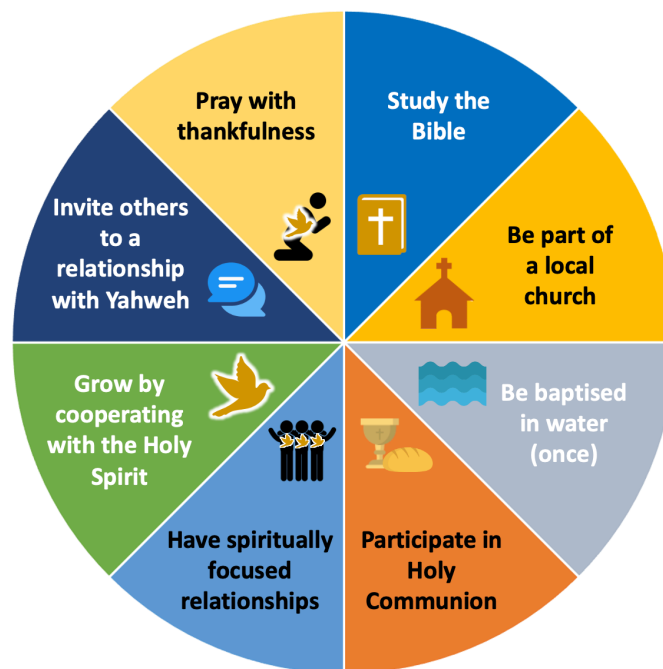 Study the
Bible
Be part of
a local
church
Be baptised
in water
(once)
Participate in
Holy
Communion
Have spiritually
focused
relationships
Grow by
cooperating
with the Holy
Spirit
Invite others
to a
relationship
with Yahweh
Pray with
thankfulness